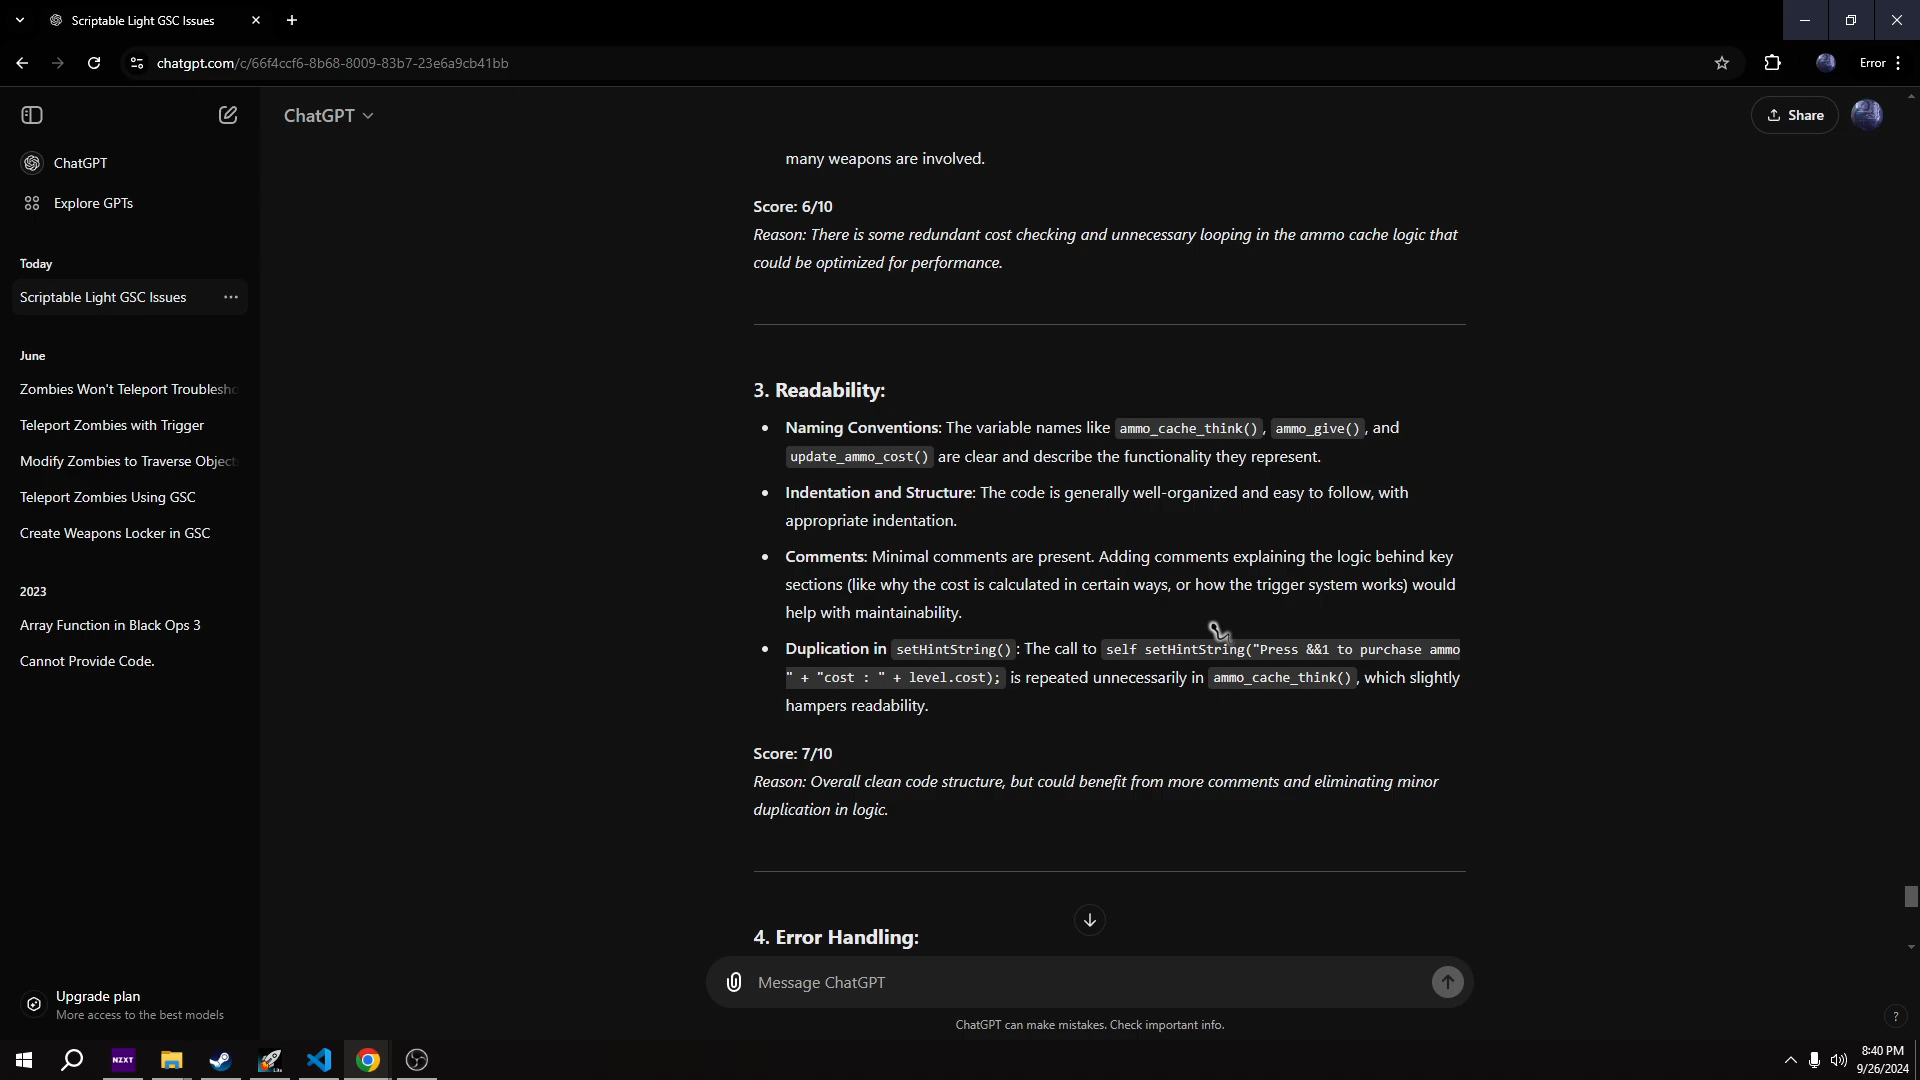 Scriptable Light GSC Issues
chatgpt.com/c/66f4ccf6-8b68-8009-83b7-23e6a9cb41bb
Error
ChatGPT
Share
ChatGPT
Explore GPTs
Today
Scriptable Light GSC Issues
June
Zombies Won't Teleport Troublesho
Teleport Zombies with Trigger
Modify Zombies to Traverse Object
Teleport Zombies Using GSC
Create Weapons Locker in GSC
2023
Array Function in Black Ops 3
Cannot Provide Code.
Upgrade plan
More access to the best models
many weapons are involved.
Score: 6/10
Reason: There is some redundant cost checking and unnecessary looping in the ammo cache logic that
could be optimized for performance.
3. Readability:
Naming Conventions: The variable names like ammo_cache_think(), ammo_give(), and
update_ammo_cost() are clear and describe the functionality they represent.
Indentation and Structure: The code is generally well-organized and easy to follow, with
appropriate indentation.
Comments: Minimal comments are present. Adding comments explaining the logic behind key
sections (like why the cost is calculated in certain ways, or how the trigger system works) would
help with maintainability.
Duplication in setHintString(): The call to self setHintString("Press &&1 to purchase ammo
" + "cost : " + level.cost); is repeated unnecessarily in ammo_cache_think(), which slightly
hampers readability.
Score: 7/10
Reason: Overall clean code structure, but could benefit from more comments and eliminating minor
duplication in logic.
4. Error Handling:
Message ChatGPT
ChatGPT can make mistakes. Check important info.
?
NZXT
Lite
8:40 PM
9/26/2024